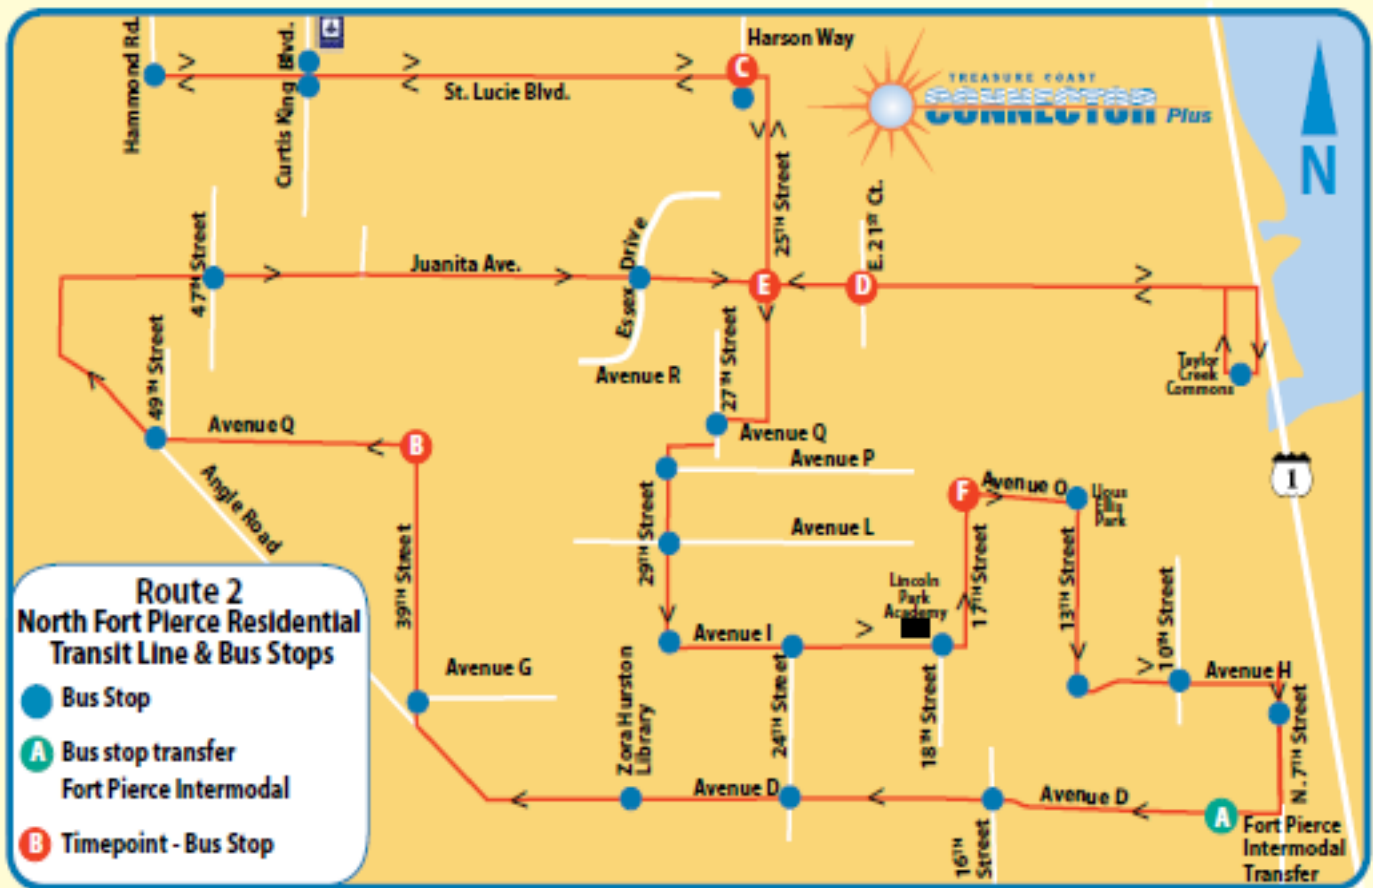 Harson Way
Hammond Rd.
Curtis King Blvd.
C
St. Lucie Blvd.
TREASURE COAST
CONNECTOR Plus
N
25TH Street
E. 21ST Ct.
47TH Street
Juanita Ave.
Essex Drive
E
D
49TH Street
Avenue R
27TH Street
Taylor
Creek
Commons
Avenue Q
B
Avenue Q
Avenue P
Angle Road
29TH Street
F
Avenue O
Park
1
39TH Street
Avenue L
Lincoln
Park
Academy
17TH Street
13TH Street
10TH Street
Avenue I
Avenue G
Avenue H
Zora Hurston
Library
24TH Street
18TH Street
N. 7TH Street
Avenue D
Avenue D
A
16TH
Street
Fort Pierce
Intermodal
Transfer
Route 2
North Fort Pierce Residential
Transit Line & Bus Stops
Bus Stop
A Bus stop transfer
Fort Pierce Intermodal
B Timepoint - Bus Stop